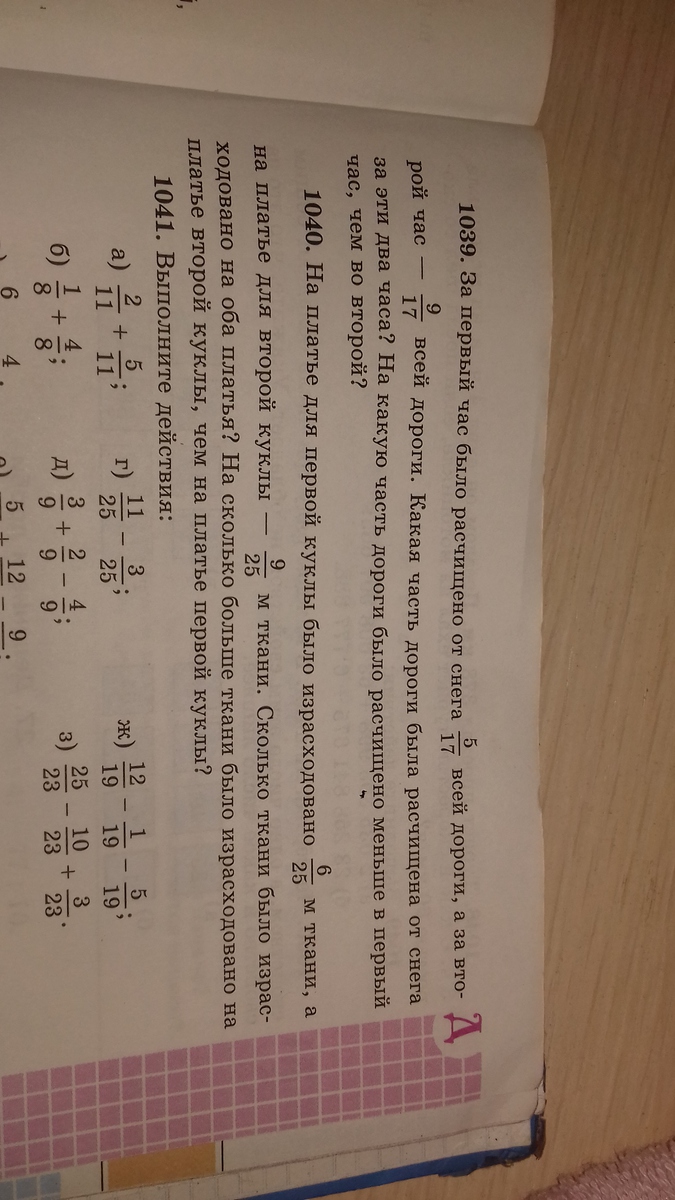 Д
1039. За первый час было расчищено от снега 5/17 всей дороги, а за вто-
рой час — 9/17 всей дороги. Какая часть дороги была расчищена от снега
за эти два часа? На какую часть дороги было расчищено меньше в первый
час, чем во второй?
1040. На платье для первой куклы было израсходовано 6/25 м ткани, а
на платье для второй куклы — 9/25 м ткани. Сколько ткани было израс-
ходовано на оба платья? На сколько больше ткани было израсходовано на
платье второй куклы, чем на платье первой куклы?
1041. Выполните действия:
а) 2/11 + 5/11; г) 11/25 − 3/25; ж) 12/19 − 1/19 − 5/19;
б) 1/8 + 4/8; д) 3/9 + 2/9 − 4/9; з) 25/23 − 10/23 + 3/23.
6 4 5 + 12 − 9 ;